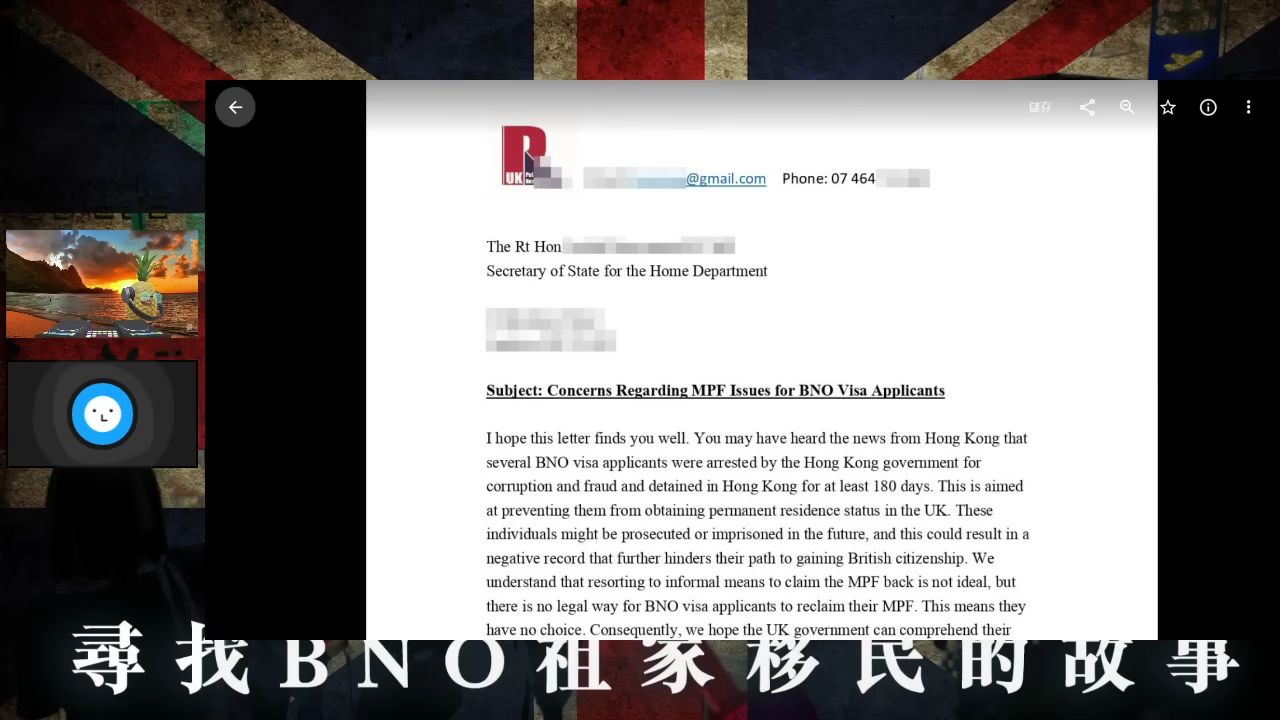 儲存
UK
@gmail.com Phone: 07 464
The Rt Hon
Secretary of State for the Home Department
Subject: Concerns Regarding MPF Issues for BNO Visa Applicants
I hope this letter finds you well. You may have heard the news from Hong Kong that
several BNO visa applicants were arrested by the Hong Kong government for
corruption and fraud and detained in Hong Kong for at least 180 days. This is aimed
at preventing them from obtaining permanent residence status in the UK. These
individuals might be prosecuted or imprisoned in the future, and this could result in a
negative record that further hinders their path to gaining British citizenship. We
understand that resorting to informal means to claim the MPF back is not ideal, but
there is no legal way for BNO visa applicants to reclaim their MPF. This means they
have no choice. Consequently, we hope the UK government can comprehend their
尋找BNO祖家移民的故事